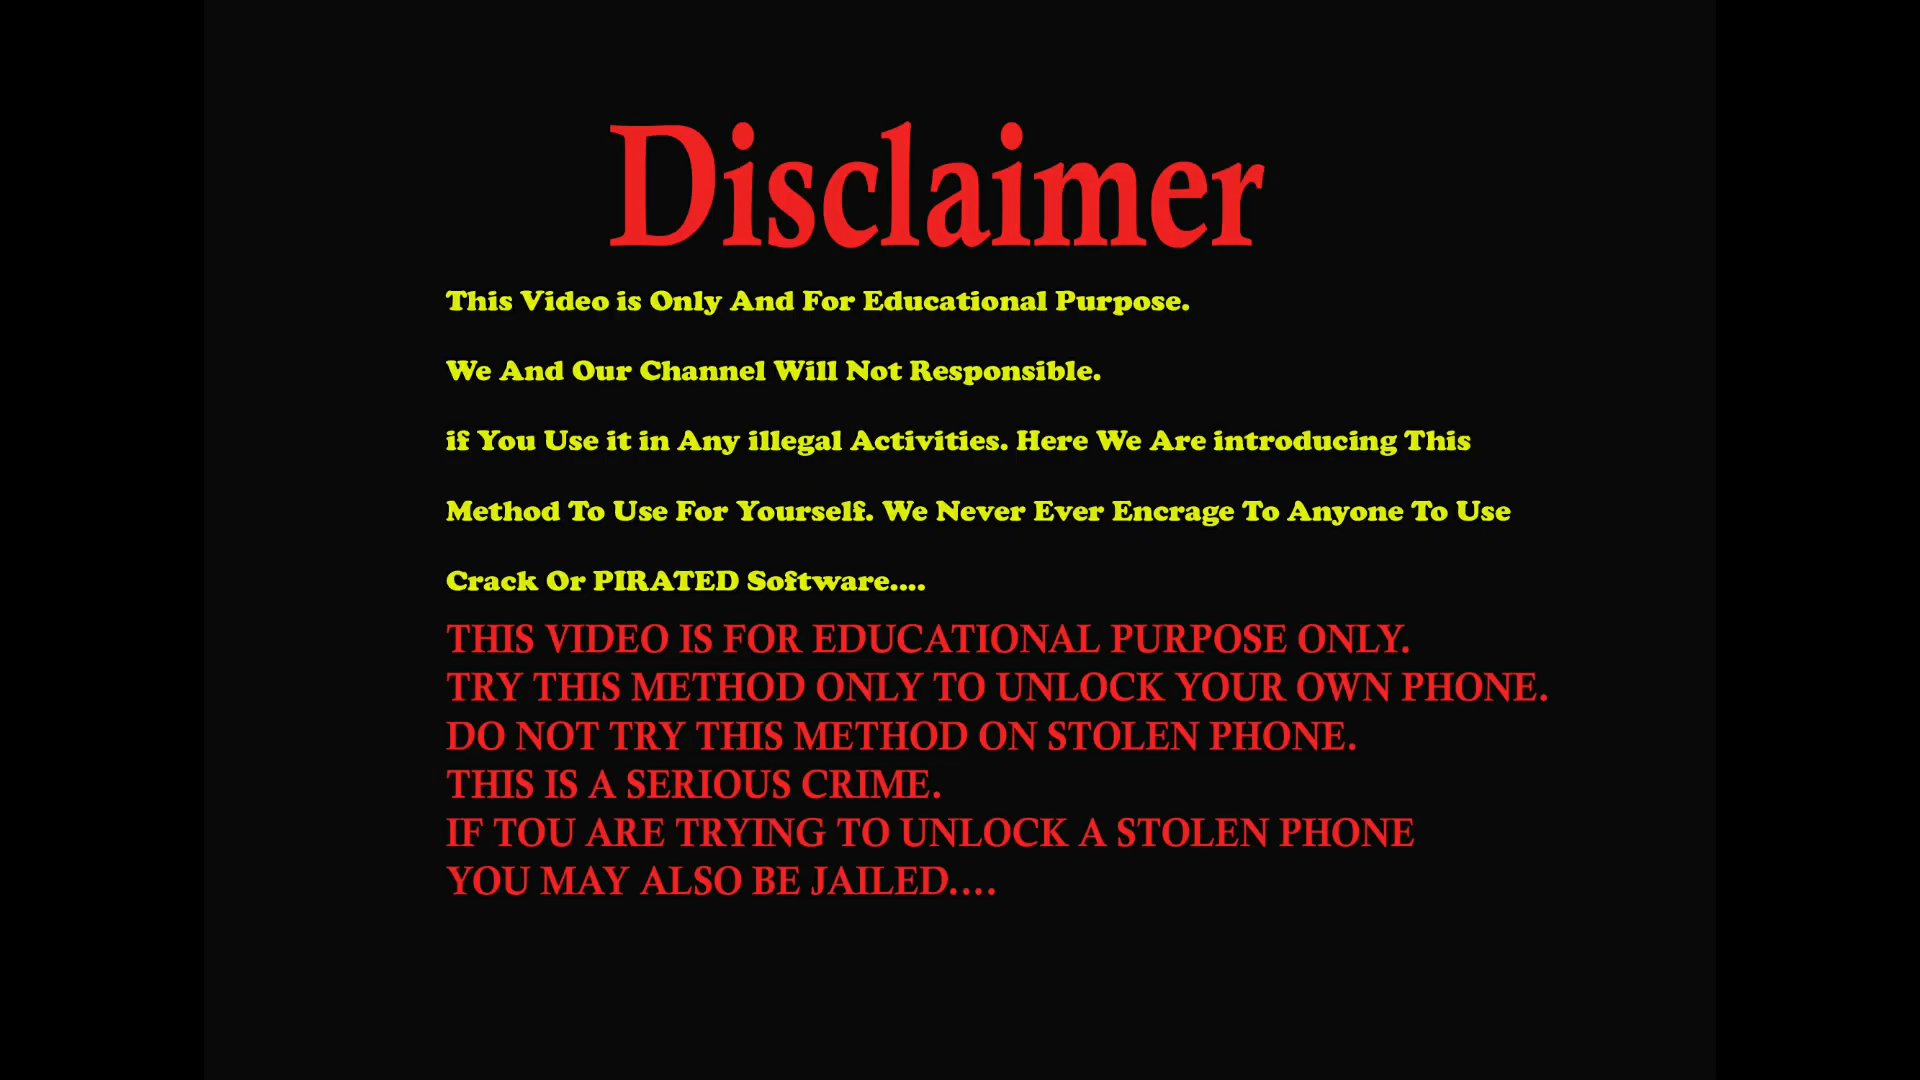 Disclaimer
This Video is Only And For Educational Purpose.
We And Our Channel Will Not Responsible.
if You Use it in Any illegal Activities. Here We Are introducing This
Method To Use For Yourself. We Never Ever Encrage To Anyone To Use
Crack Or PIRATED Software....
THIS VIDEO IS FOR EDUCATIONAL PURPOSE ONLY.
TRY THIS METHOD ONLY TO UNLOCK YOUR OWN PHONE.
DO NOT TRY THIS METHOD ON STOLEN PHONE.
THIS IS A SERIOUS CRIME.
IF TOU ARE TRYING TO UNLOCK A STOLEN PHONE
YOU MAY ALSO BE JAILED....